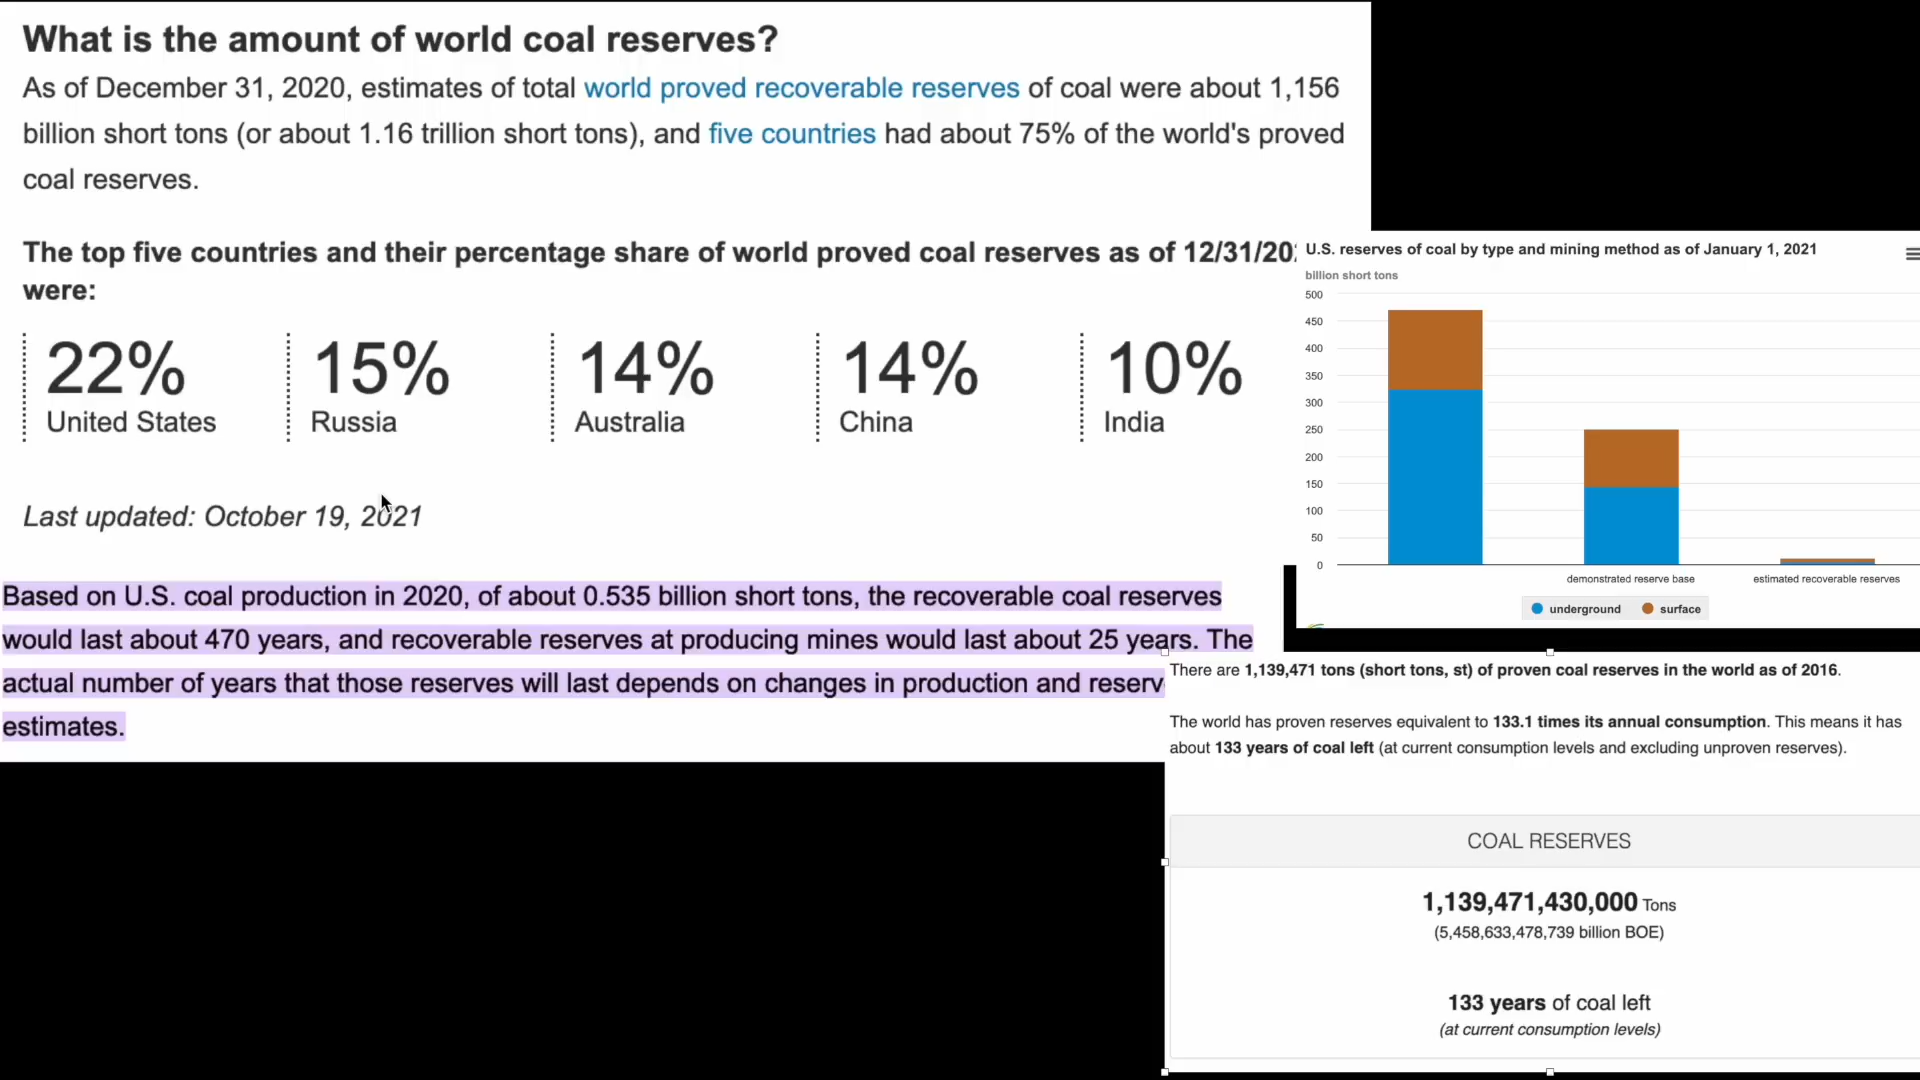 What is the amount of world coal reserves?
As of December 31, 2020, estimates of total world proved recoverable reserves of coal were about 1,156
billion short tons (or about 1.16 trillion short tons), and five countries had about 75% of the world's proved
coal reserves.
The top five countries and their percentage share of world proved coal reserves as of 12/31/20
were:
22%
United States
15%
Russia
14%
Australia
14%
China
10%
India
Last updated: October 19, 2021
Based on U.S. coal production in 2020, of about 0.535 billion short tons, the recoverable coal reserves
would last about 470 years, and recoverable reserves at producing mines would last about 25 years. The
actual number of years that those reserves will last depends on changes in production and reserv
estimates.
U.S. reserves of coal by type and mining method as of January 1, 2021
billion short tons
500
450
400
350
300
250
200
150
100
50
0
demonstrated reserve base
estimated recoverable reserves
underground
surface
There are 1,139,471 tons (short tons, st) of proven coal reserves in the world as of 2016.
The world has proven reserves equivalent to 133.1 times its annual consumption. This means it has
about 133 years of coal left (at current consumption levels and excluding unproven reserves).
COAL RESERVES
1,139,471,430,000 Tons
(5,458,633,478,739 billion BOE)
133 years of coal left
(at current consumption levels)